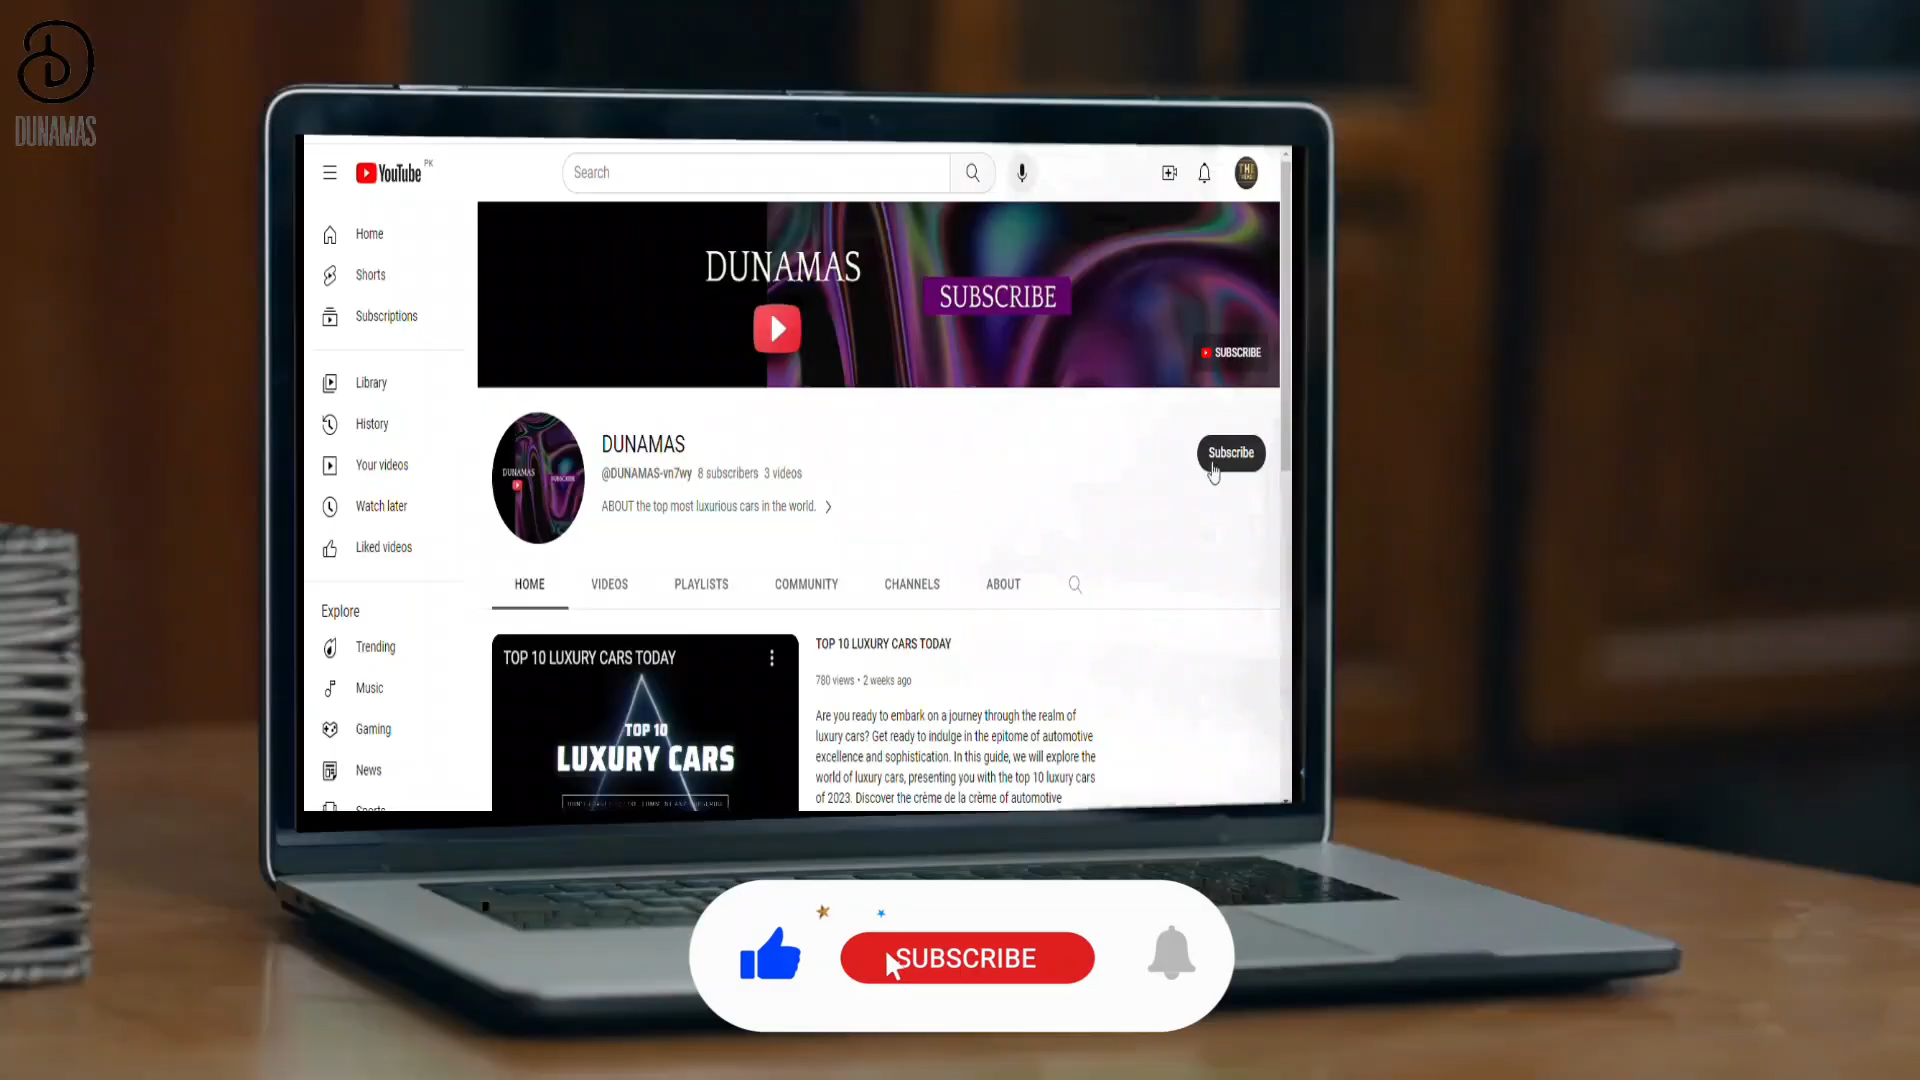 DUNAMAS
YouTube PK
Search
Home
Shorts
Subscriptions
Library
History
Your videos
Watch later
Liked videos
Explore
Trending
Music
Gaming
News
Sports
DUNAMAS
SUBSCRIBE
SUBSCRIBE
THE
DUNAMAS
SUBSCRIBE
DUNAMAS
@DUNAMAS-vn7wy 8 subscribers 3 videos
ABOUT the top most luxurious cars in the world.
Subscribe
HOME VIDEOS PLAYLISTS COMMUNITY CHANNELS ABOUT
TOP 10 LUXURY CARS TODAY
TOP 10
LUXURY CARS
TOP 10 LUXURY CARS TODAY
780 views • 2 weeks ago
Are you ready to embark on a journey through the realm of
luxury cars? Get ready to indulge in the epitome of automotive
excellence and sophistication. In this guide, we will explore the
world of luxury cars, presenting you with the top 10 luxury cars
of 2023. Discover the crème de la crème of automotive
SUBSCRIBE